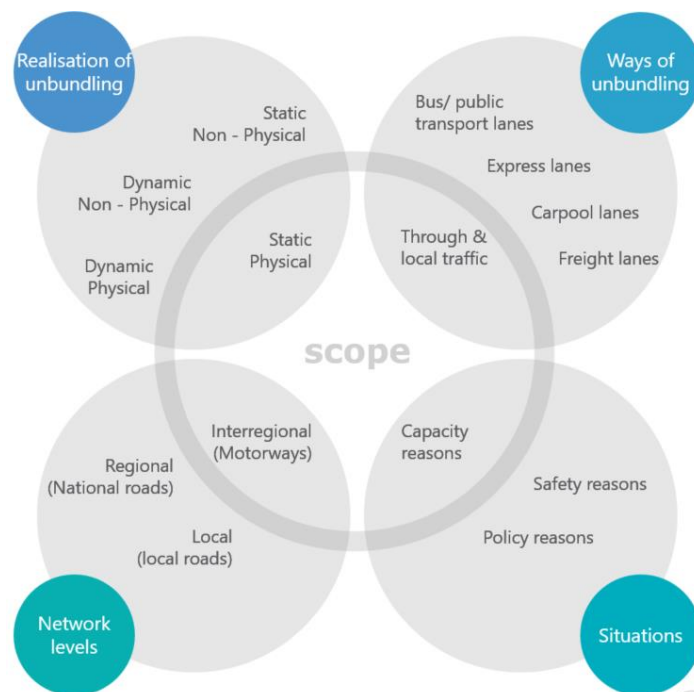 Realisation of
unbundling
Static
Non - Physical
Dynamic
Non - Physical
Dynamic
Physical
Static
Physical
Ways of
unbundling
Bus/ public
transport lanes
Express lanes
Carpool lanes
Freight lanes
Through &
local traffic
scope
Interregional
(Motorways)
Regional
(National roads)
Local
(local roads)
Network
levels
Capacity
reasons
Safety reasons
Policy reasons
Situations